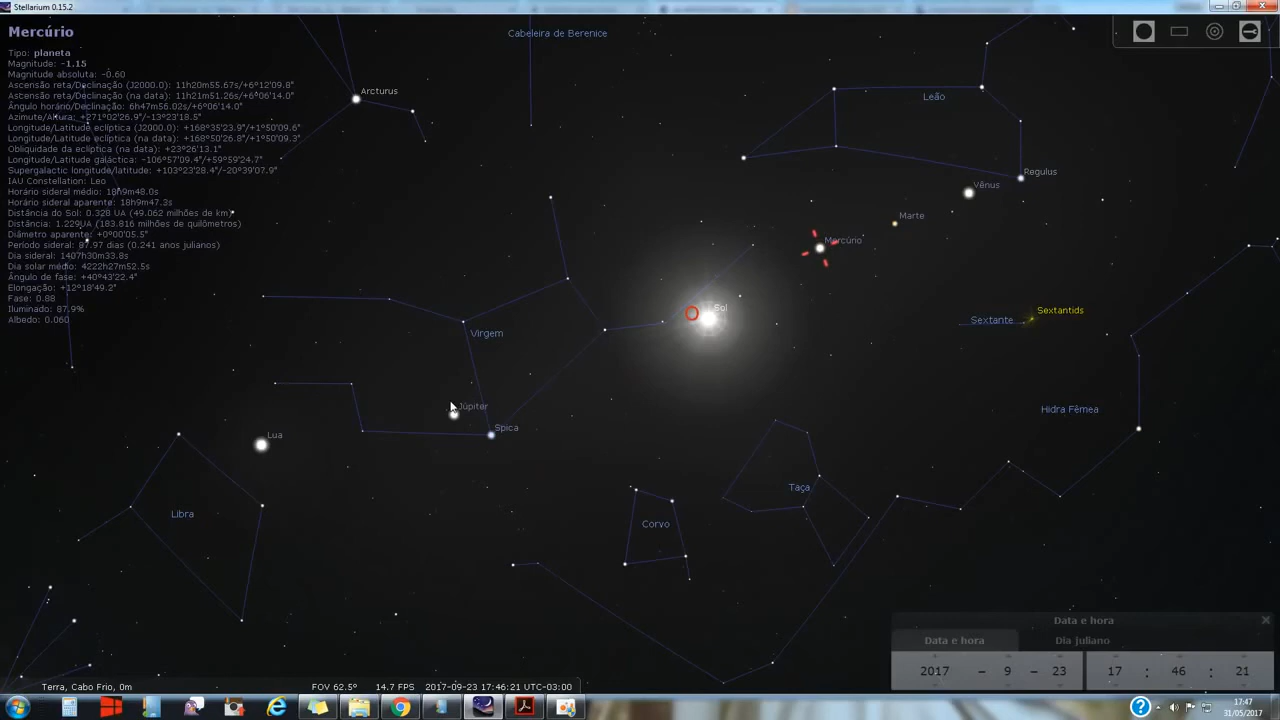 Stellarium 0.15.2
Mercúrio
Tipo: planeta
Magnitude: -1.15
Magnitude absoluta: -0.60
Ascensão reta/Declinação (J2000.0): 11h20m55.67s/+6°12'09.8"
Ascensão reta/Declinação (na data): 11h21m51.26s/+6°06'14.0"
Ângulo horário/Declinação: 6h47m56.02s/+6°06'14.0"
Azimute/Altura: +271°02'26.9"/-13°23'18.5"
Longitude/Latitude eclíptica (J2000.0): +168°35'23.9"/+1°50'09.6"
Longitude/Latitude eclíptica (na data): +168°50'26.8"/+1°50'09.3"
Obliquidade da eclíptica (na data): +23°26'13.1"
Longitude/Latitude galáctica: -106°57'09.4"/+59°59'24.7"
Supergalactic longitude/latitude: +103°23'28.4"/-20°39'07.9"
IAU Constellation: Leo
Horário sideral médio: 18h9m48.0s
Horário sideral aparente: 18h9m47.3s
Distância do Sol: 0.328 UA (49.062 milhões de km)
Distância: 1.229UA (183.816 milhões de quilômetros)
Diâmetro aparente: +0°00'05.5"
Período sideral: 87.97 dias (0.241 anos julianos)
Dia sideral: 1407h30m33.8s
Dia solar médio: 4222h27m52.5s
Ângulo de fase: +40°43'22.4"
Elongação: +12°18'49.2"
Fase: 0.88
Iluminado: 87.9%
Albedo: 0.060
Cabeleira de Berenice
Arcturus
Leão
Regulus
Vênus
Marte
Mercúrio
Sol
Sextantids
Sextante
Virgem
Júpiter
Spica
Hidra Fêmea
Lua
Taça
Libra
Corvo
Data e hora
Data e hora Dia juliano
2017 - 9 - 23 17 : 46 : 21
Terra, Cabo Frio, 0m FOV 62.5° 14.7 FPS 2017-09-23 17:46:21 UTC-03:00
17:47
31/05/2017